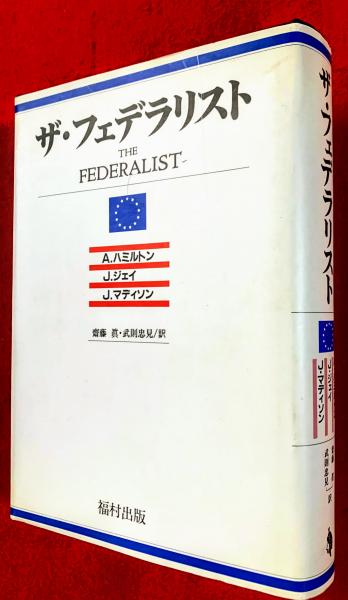 ザ・フェデラリスト
THE
FEDERALIST
A.ハミルトン
J.ジェイ
J.マディソン
齋藤 眞・武則忠見/訳
福村出版
ザ・フェデラリスト
J.ジェイ
J.マディソン
武則忠見 訳